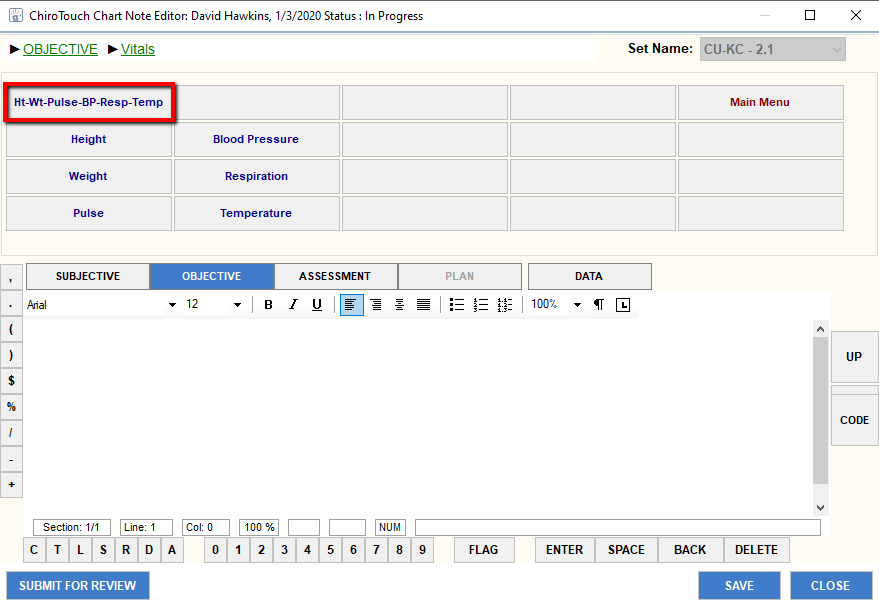 ChiroTouch Chart Note Editor: David Hawkins, 1/3/2020 Status : In Progress
▶ OBJECTIVE ▶ Vitals
Set Name: CU-KC - 2.1
Ht-Wt-Pulse-BP-Resp-Temp Main Menu
Height Blood Pressure
Weight Respiration
Pulse Temperature
SUBJECTIVE OBJECTIVE ASSESSMENT PLAN DATA
Arial 12 B I U 100% ¶ L
,
.
(
)
$
%
/
-
+
UP
CODE
Section: 1/1 Line: 1 Col: 0 100 % NUM
C T L S R D A 0 1 2 3 4 5 6 7 8 9 FLAG ENTER SPACE BACK DELETE
SUBMIT FOR REVIEW SAVE CLOSE